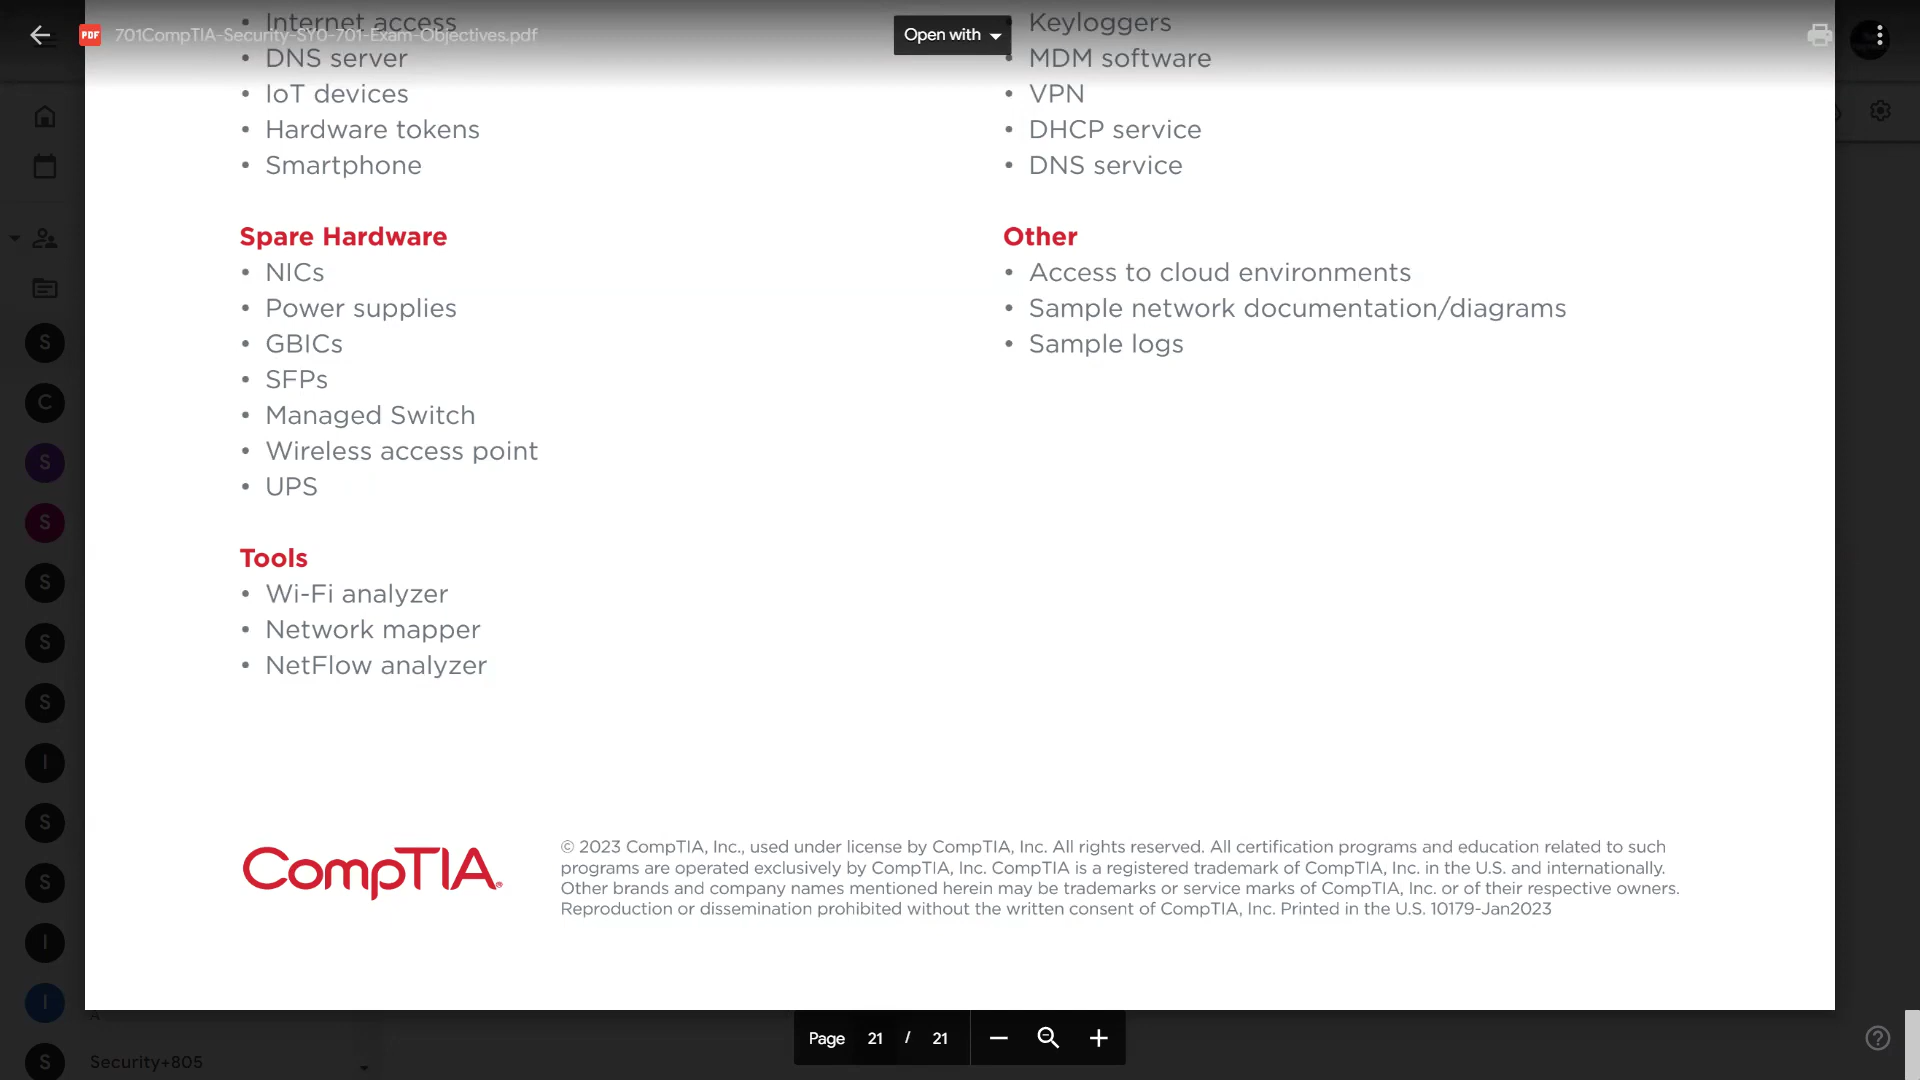 701CompTIA-Security-SY0-701-Exam-Objectives.pdf
Open with
• Internet access
• DNS server
• IoT devices
• Hardware tokens
• Smartphone
Spare Hardware
• NICs
• Power supplies
• GBICs
• SFPs
• Managed Switch
• Wireless access point
• UPS
Tools
• Wi-Fi analyzer
• Network mapper
• NetFlow analyzer
• Keyloggers
• MDM software
• VPN
• DHCP service
• DNS service
Other
• Access to cloud environments
• Sample network documentation/diagrams
• Sample logs
CompTIA®
© 2023 CompTIA, Inc., used under license by CompTIA, Inc. All rights reserved. All certification programs and education related to such
programs are operated exclusively by CompTIA, Inc. CompTIA is a registered trademark of CompTIA, Inc. in the U.S. and internationally.
Other brands and company names mentioned herein may be trademarks or service marks of CompTIA, Inc. or of their respective owners.
Reproduction or dissemination prohibited without the written consent of CompTIA, Inc. Printed in the U.S. 10179-Jan2023
Page 21 / 21
PDF
S
C
S
S
S
S
S
I
S
S
I
I
S
Security+805